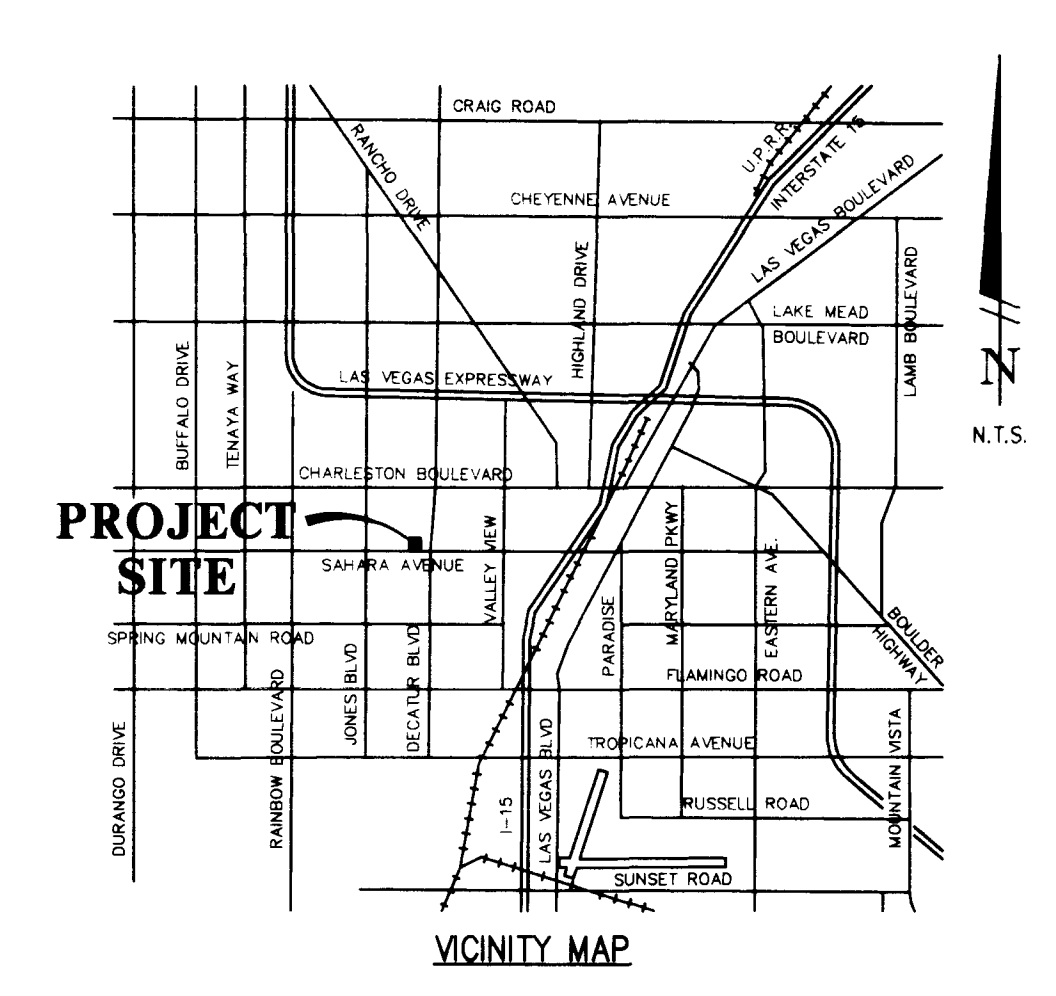 CRAIG ROAD
RANCHO DRIVE
U.P.R.R.
INTERSTATE 15
CHEYENNE AVENUE
LAS VEGAS BOULEVARD
HIGHLAND DRIVE
LAMB BOULEVARD
LAKE MEAD
BOULEVARD
BUFFALO DRIVE
TENAYA WAY
LAS VEGAS EXPRESSWAY
N
N.T.S.
CHARLESTON BOULEVARD
PROJECT
SITE
SAHARA AVENUE
VALLEY VIEW
MARYLAND PKWY
EASTERN AVE.
PARADISE
SPRING MOUNTAIN ROAD
BOULDER
HIGHWAY
JONES BLVD
DECATUR BLVD
FLAMINGO ROAD
RAINBOW BOULEVARD
DURANGO DRIVE
TROPICANA AVENUE
MOUNTAIN VISTA
LAS VEGAS BLVD
I-15
RUSSELL ROAD
SUNSET ROAD
VICINITY MAP